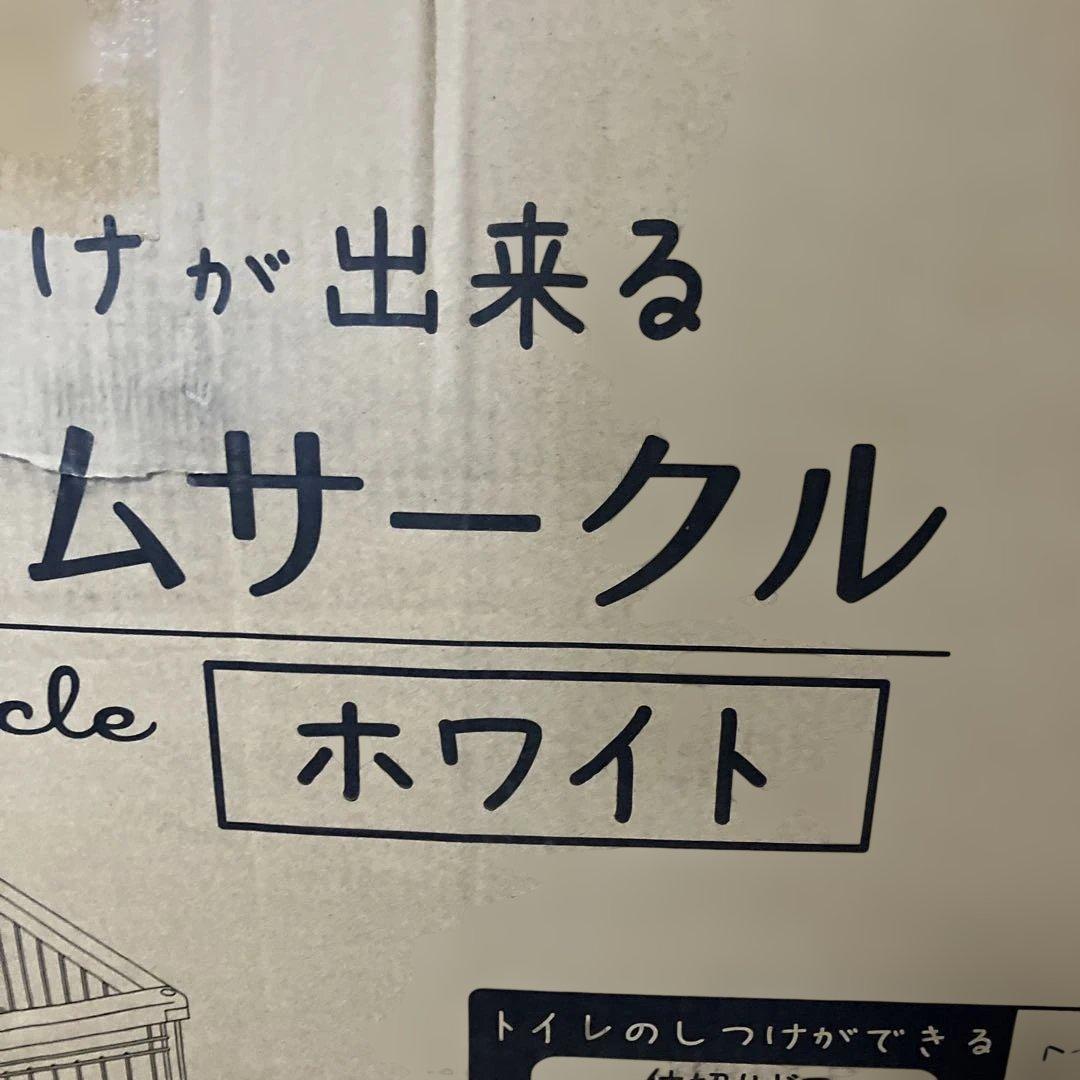 けが出来る
ムサークル
cle
ホワイト
トイレのしつけができる